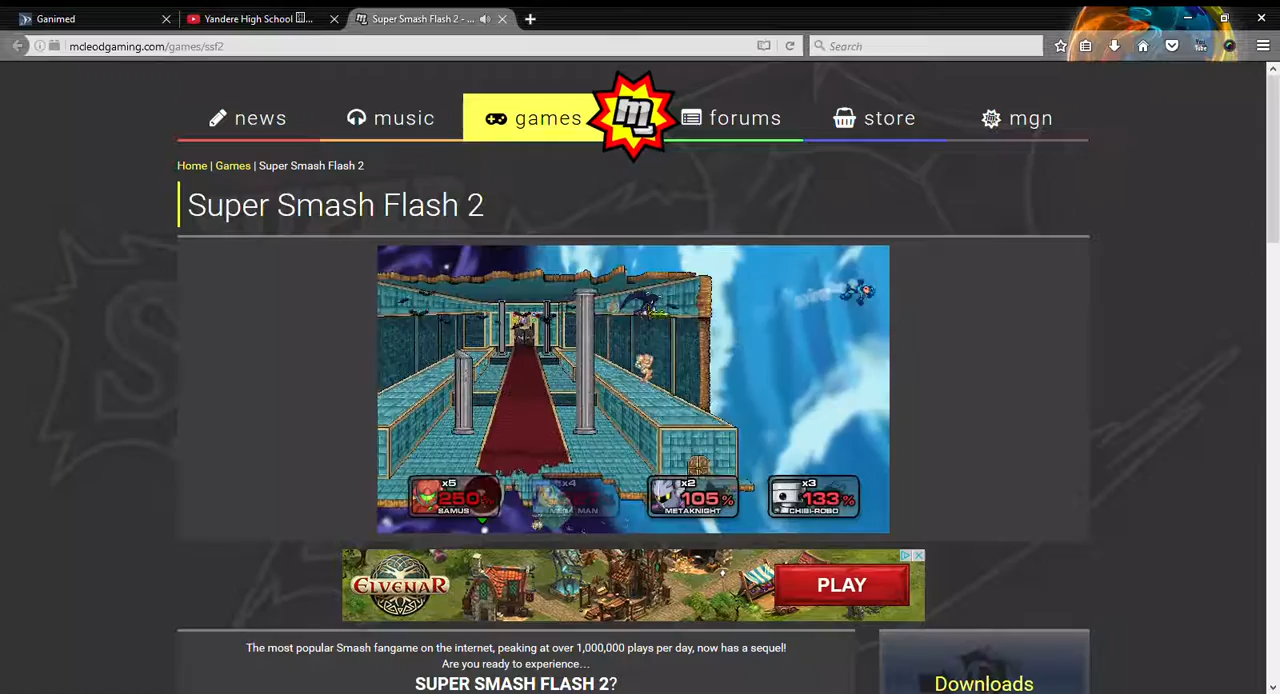 Ganimed
Yandere High School
Super Smash Flash 2 - ...
mcleodgaming.com/games/ssf2
Search
news
music
games
forums
store
mgn
Home | Games | Super Smash Flash 2
Super Smash Flash 2
x5
250%
SAMUS
x4
MEGA MAN
x2
105%
METAKNIGHT
x3
133%
CHIBI-ROBO
ELVENAR
PLAY
The most popular Smash fangame on the internet, peaking at over 1,000,000 plays per day, now has a sequel!
Are you ready to experience...
SUPER SMASH FLASH 2?
Downloads